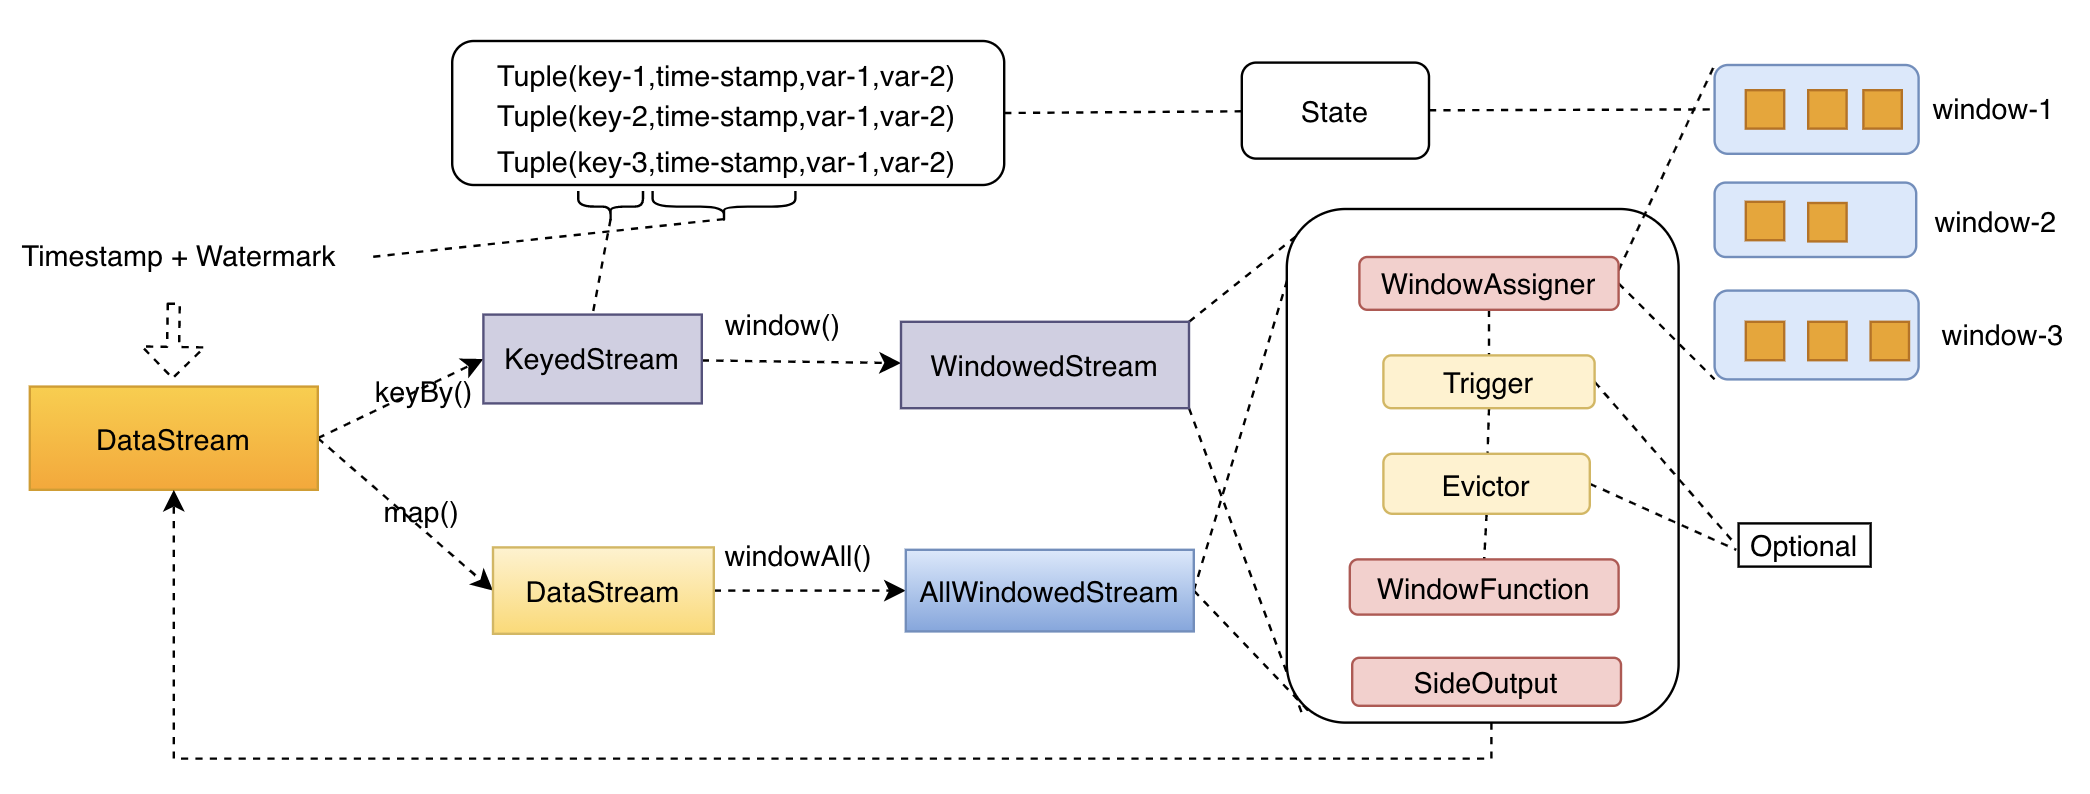 Tuple(key-1,time-stamp,var-1,var-2)
Tuple(key-2,time-stamp,var-1,var-2)
Tuple(key-3,time-stamp,var-1,var-2)
State
window-1
window-2
window-3
Timestamp + Watermark
DataStream
keyBy()
KeyedStream
window()
WindowedStream
map()
DataStream
windowAll()
AllWindowedStream
WindowAssigner
Trigger
Evictor
Optional
WindowFunction
SideOutput